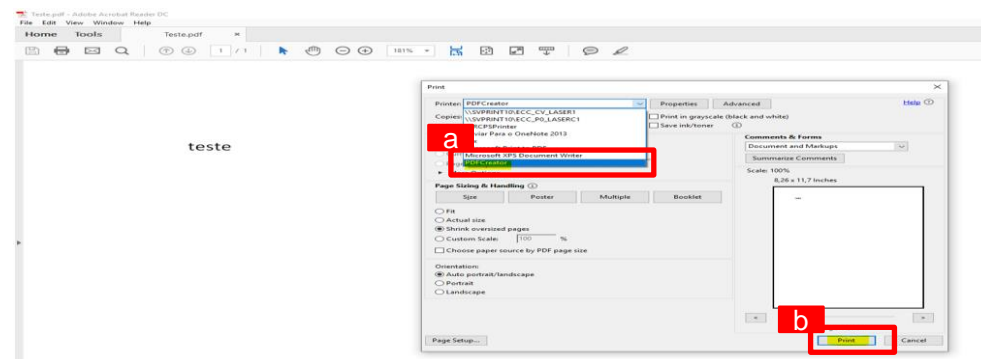 Teste.pdf - Adobe Acrobat Reader DC
File Edit View Window Help
Home Tools Teste.pdf ×
1 / 1 181%
teste
Print ×
Printer: PDFCreator Properties Advanced Help
Copies: \\SVPRINT10\ECC_CV_LASER1
\\SVPRINT10\ECC_P0_LASERC1
Print in grayscale (black and white)
Save ink/toner
viar Para o OneNote 2013
a
Microsoft XPS Document Writer
PDFCreator
Comments & Forms
Document and Markups
Summarize Comments
Scale: 100%
8,26 x 11,7 Inches
Page Sizing & Handling
Size Poster Multiple Booklet
Fit
Actual size
Shrink oversized pages
Custom Scale: 100 %
Choose paper source by PDF page size
Orientation:
Auto portrait/landscape
Portrait
Landscape
< >
b
Page Setup... Print Cancel